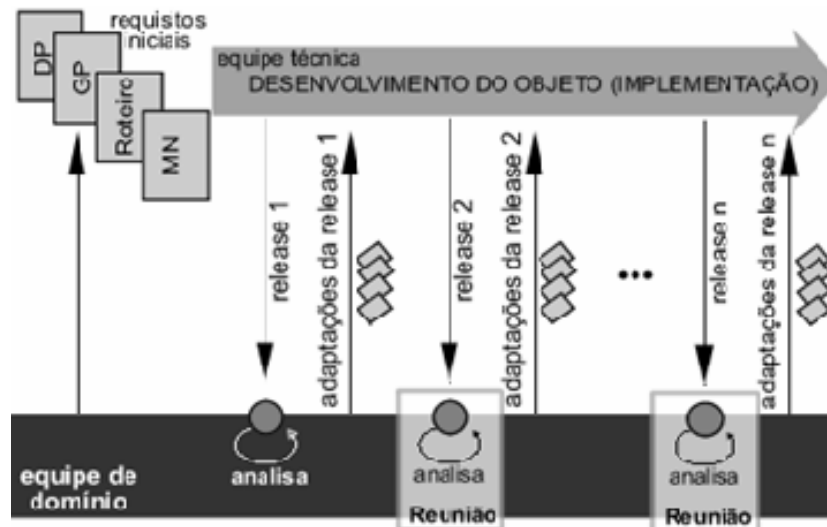 requistos
iniciais
DP
GP
Roteiro
MN
equipe técnica
DESENVOLVIMENTO DO OBJETO (IMPLEMENTAÇÃO)
release 1
adaptações da release 1
release 2
adaptações da release 2
...
release n
adaptações da release n
equipe de
domínio
analisa
analisa
Reunião
analisa
Reunião